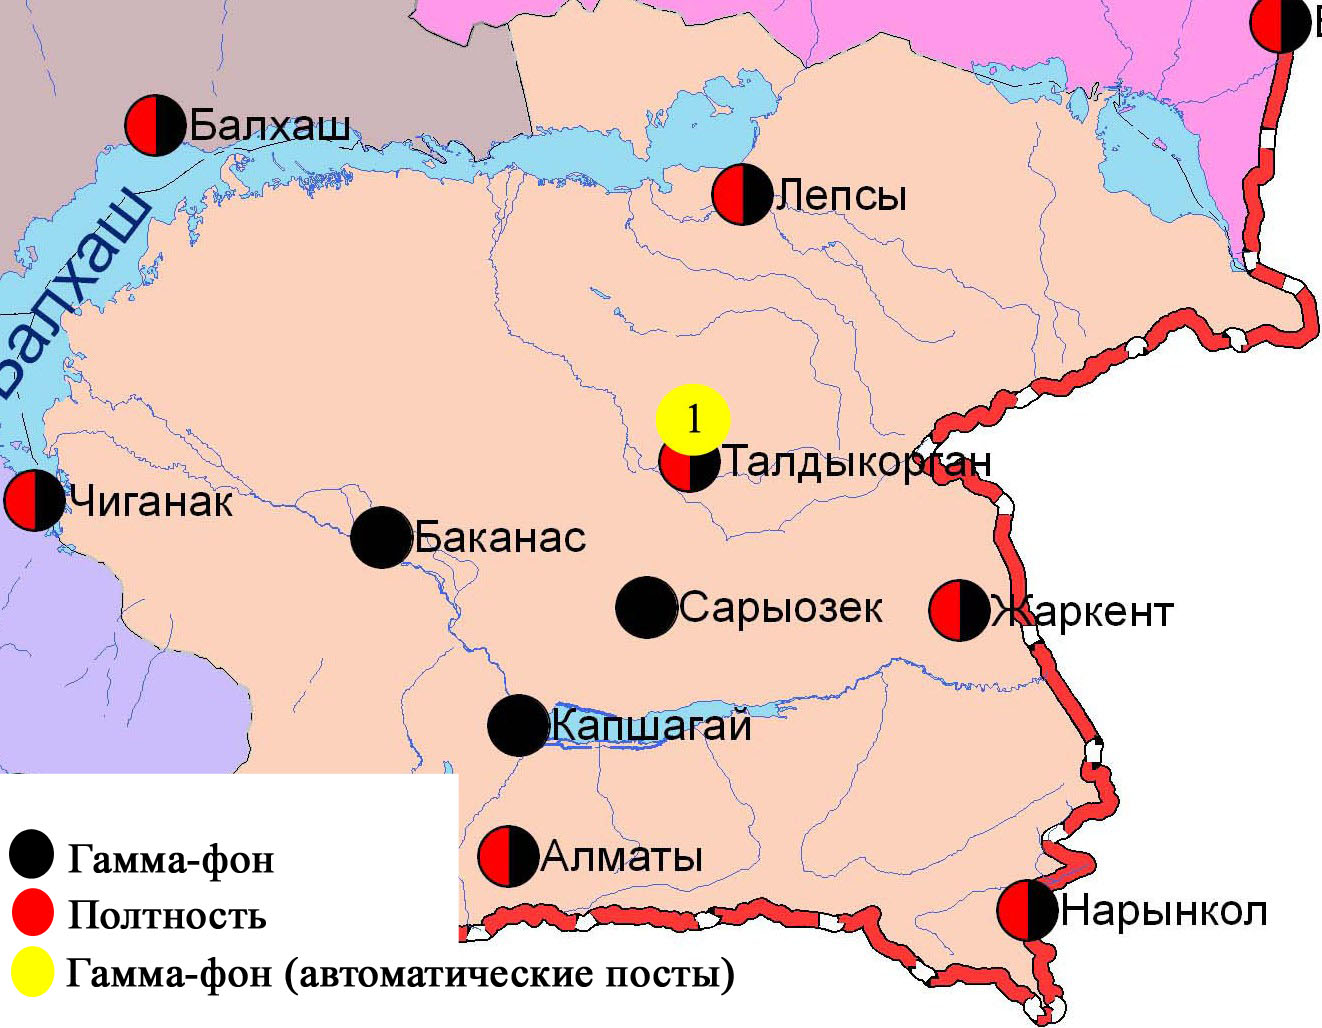 Балхаш
Лепсы
Балхаш
1
Талдыкорган
Чиганак
Баканас
Сарыозек
Жаркент
Капшагай
Алматы
Нарынкол
Гамма-фон
Полтность
Гамма-фон (автоматические посты)